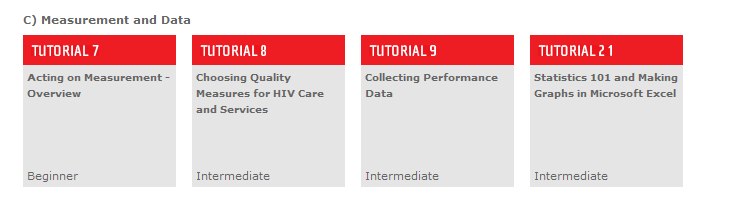 C) Measurement and Data
TUTORIAL 7
Acting on Measurement -
Overview
Beginner
TUTORIAL 8
Choosing Quality
Measures for HIV Care
and Services
Intermediate
TUTORIAL 9
Collecting Performance
Data
Intermediate
TUTORIAL 21
Statistics 101 and Making
Graphs in Microsoft Excel
Intermediate